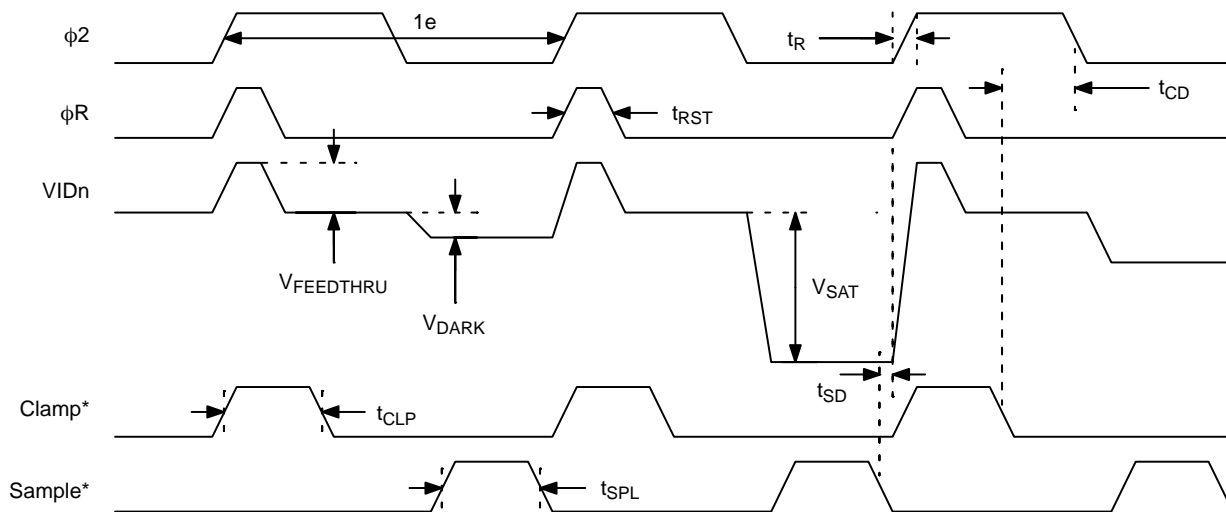 ϕ2
1e
tR
tCD
ϕR
tRST
VIDn
VFEEDTHRU
VDARK
VSAT
tSD
Clamp*
tCLP
Sample*
tSPL